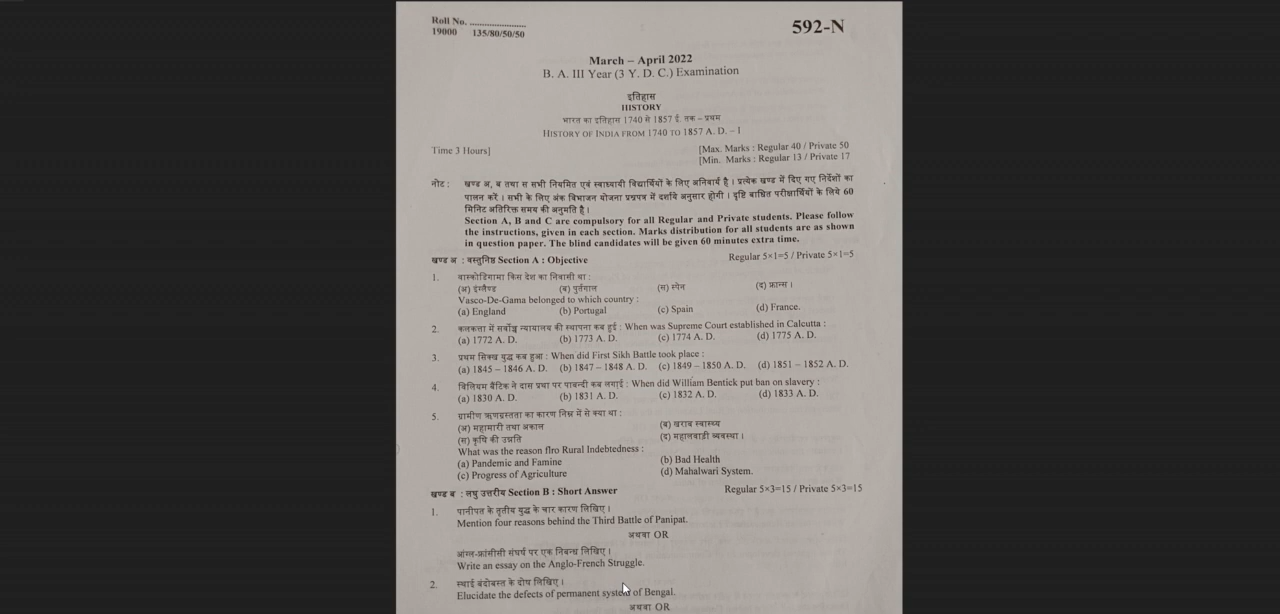 Roll No. ........................
592-N
19000 135/80/50/50
March – April 2022
B. A. III Year (3 Y. D. C.) Examination
इतिहास
HISTORY
भारत का इतिहास 1740 से 1857 ई. तक – प्रथम
HISTORY OF INDIA FROM 1740 TO 1857 A. D. – I
Time 3 Hours]
[Max. Marks : Regular 40 / Private 50
[Min. Marks : Regular 13 / Private 17
नोट : खण्ड अ, ब तथा स सभी नियमित एवं स्वाध्यायी विद्यार्थियों के लिए अनिवार्य है। प्रत्येक खण्ड में दिए गए निर्देशों का
पालन करें। सभी के लिए अंक विभाजन योजना प्रश्नपत्र में दर्शाये अनुसार होगी। दृष्टि बाधित परीक्षार्थियों के लिये 60
मिनिट अतिरिक्त समय की अनुमति है।
Section A, B and C are compulsory for all Regular and Private students. Please follow
the instructions, given in each section. Marks distribution for all students are as shown
in question paper. The blind candidates will be given 60 minutes extra time.
खण्ड अ : वस्तुनिष्ठ Section A : Objective Regular 5×1=5 / Private 5×1=5
1. वास्कोडिगामा किस देश का निवासी था :
(अ) इंग्लैण्ड (ब) पुर्तगाल (स) स्पेन (द) फ्रान्स।
Vasco-De-Gama belonged to which country :
(a) England (b) Portugal (c) Spain (d) France.
2. कलकत्ता में सर्वोच्च न्यायालय की स्थापना कब हुई : When was Supreme Court established in Calcutta :
(a) 1772 A. D. (b) 1773 A. D. (c) 1774 A. D. (d) 1775 A. D.
3. प्रथम सिक्ख युद्ध कब हुआ : When did First Sikh Battle took place :
(a) 1845 – 1846 A. D. (b) 1847 – 1848 A. D. (c) 1849 – 1850 A. D. (d) 1851 – 1852 A. D.
4. विलियम बैंटिक ने दास प्रथा पर पाबन्दी कब लगाई : When did William Bentick put ban on slavery :
(a) 1830 A. D. (b) 1831 A. D. (c) 1832 A. D. (d) 1833 A. D.
5. ग्रामीण ऋणग्रस्तता का कारण निम्न में से क्या था :
(अ) महामारी तथा अकाल (ब) खराब स्वास्थ्य
(स) कृषि की उन्नति (द) महालवाड़ी व्यवस्था।
What was the reason flro Rural Indebtedness :
(a) Pandemic and Famine (b) Bad Health
(c) Progress of Agriculture (d) Mahalwari System.
खण्ड ब : लघु उत्तरीय Section B : Short Answer Regular 5×3=15 / Private 5×3=15
1. पानीपत के तृतीय युद्ध के चार कारण लिखिए।
Mention four reasons behind the Third Battle of Panipat.
अथवा OR
आंग्ल-फ्रांसीसी संघर्ष पर एक निबन्ध लिखिए।
Write an essay on the Anglo-French Struggle.
2. स्थाई बंदोबस्त के दोष लिखिए।
Elucidate the defects of permanent system of Bengal.
अथवा OR